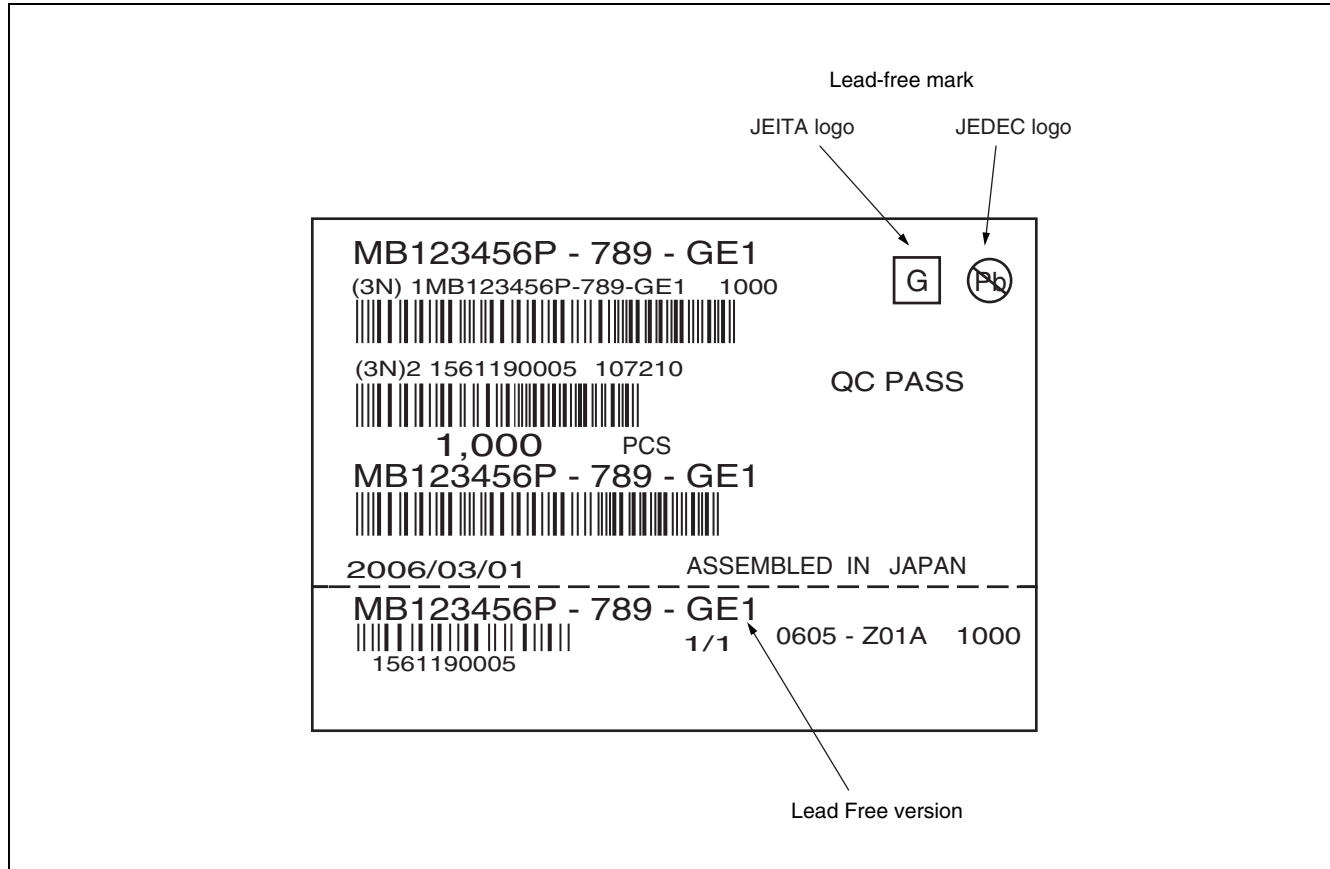 Lead-free mark
JEITA logo JEDEC logo
MB123456P - 789 - GE1
(3N) 1MB123456P-789-GE1 1000
G Pb
(3N)2 1561190005 107210
QC PASS
1,000 PCS
MB123456P - 789 - GE1
2006/03/01 ASSEMBLED IN JAPAN
MB123456P - 789 - GE1
1/1 0605 - Z01A 1000
1561190005
Lead Free version